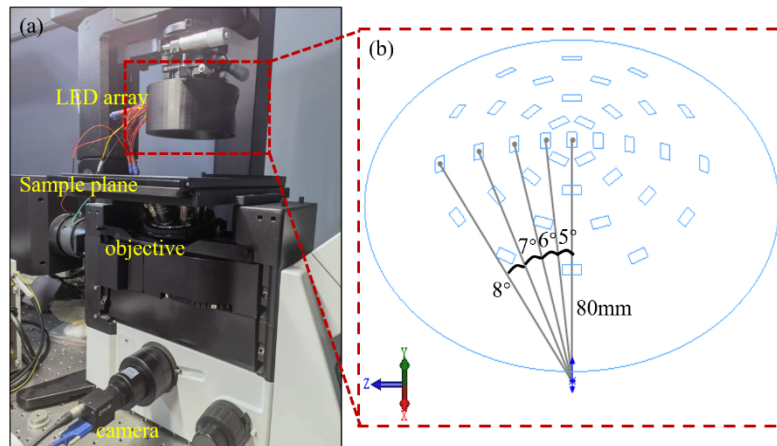 (a)
LED array
Sample plane
objective
camera
(b)
7° 6° 5°
8°
80mm
Y
Z
X